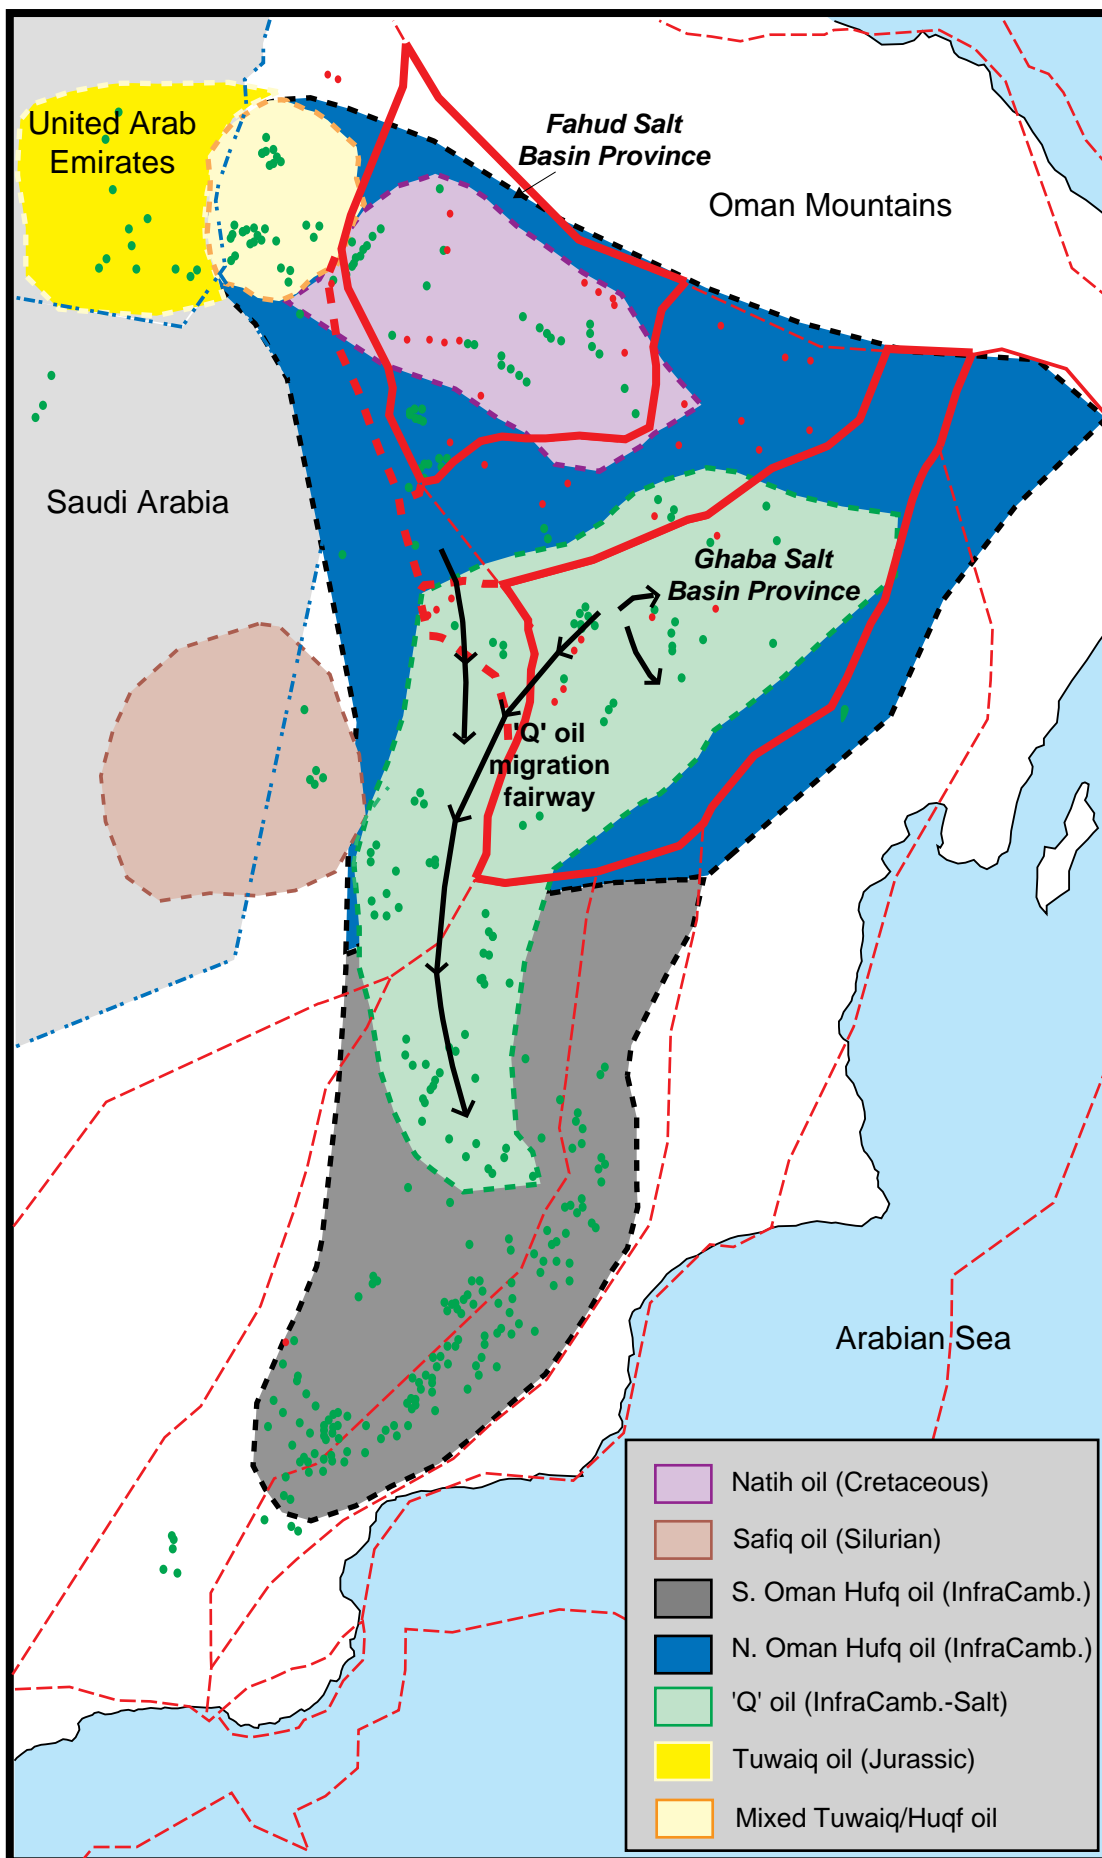 United Arab
Emirates
Fahud Salt
Basin Province
Oman Mountains
Saudi Arabia
Ghaba Salt
Basin Province
'Q' oil
migration
fairway
Arabian Sea
Natih oil (Cretaceous)
Safiq oil (Silurian)
S. Oman Hufq oil (InfraCamb.)
N. Oman Hufq oil (InfraCamb.)
'Q' oil (InfraCamb.-Salt)
Tuwaiq oil (Jurassic)
Mixed Tuwaiq/Huqf oil